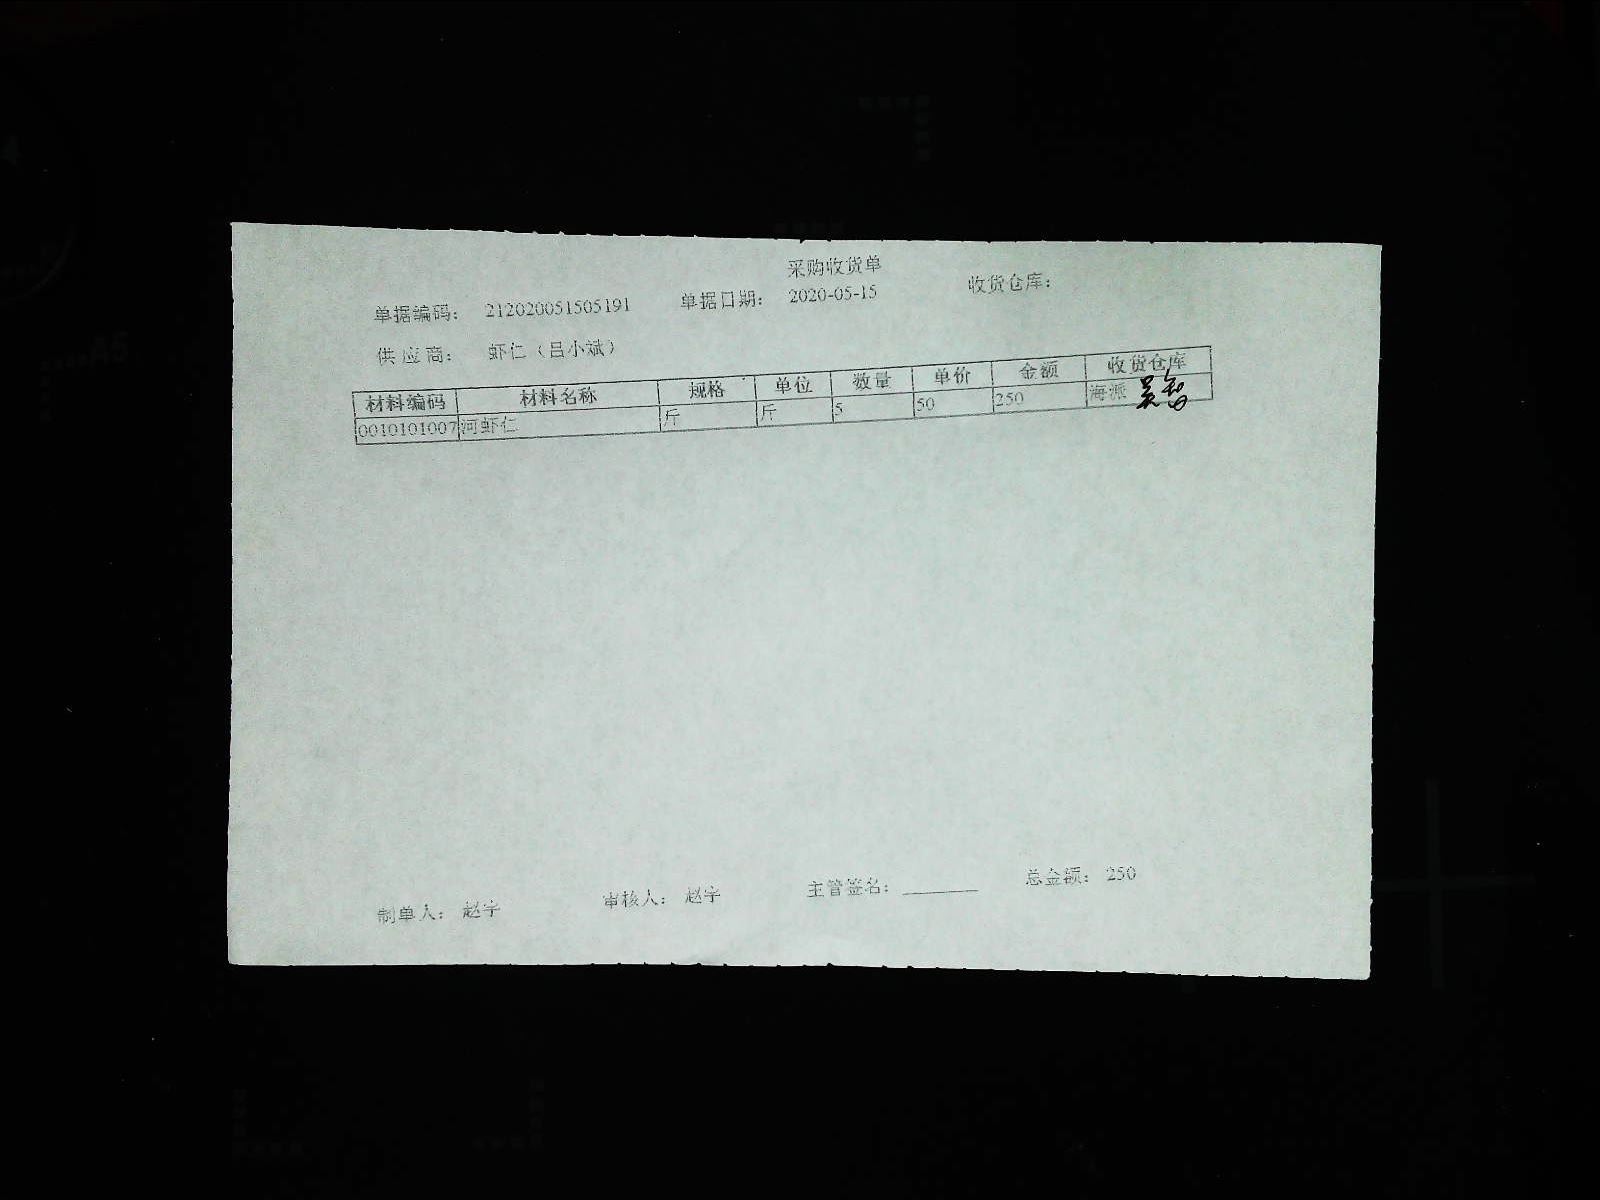 采购收货单
单据编码： 212020051505191 单据日期： 2020-05-15 收货仓库：
供 应 商： 虾仁（吕小斌）
材料编码 材料名称 规格 单位 数量 单价 金额 收货仓库
0010101007 河虾仁 斤 斤 5 50 250 海派
制单人： 赵宇 审核人： 赵宇 主管签名： ________ 总金额： 250